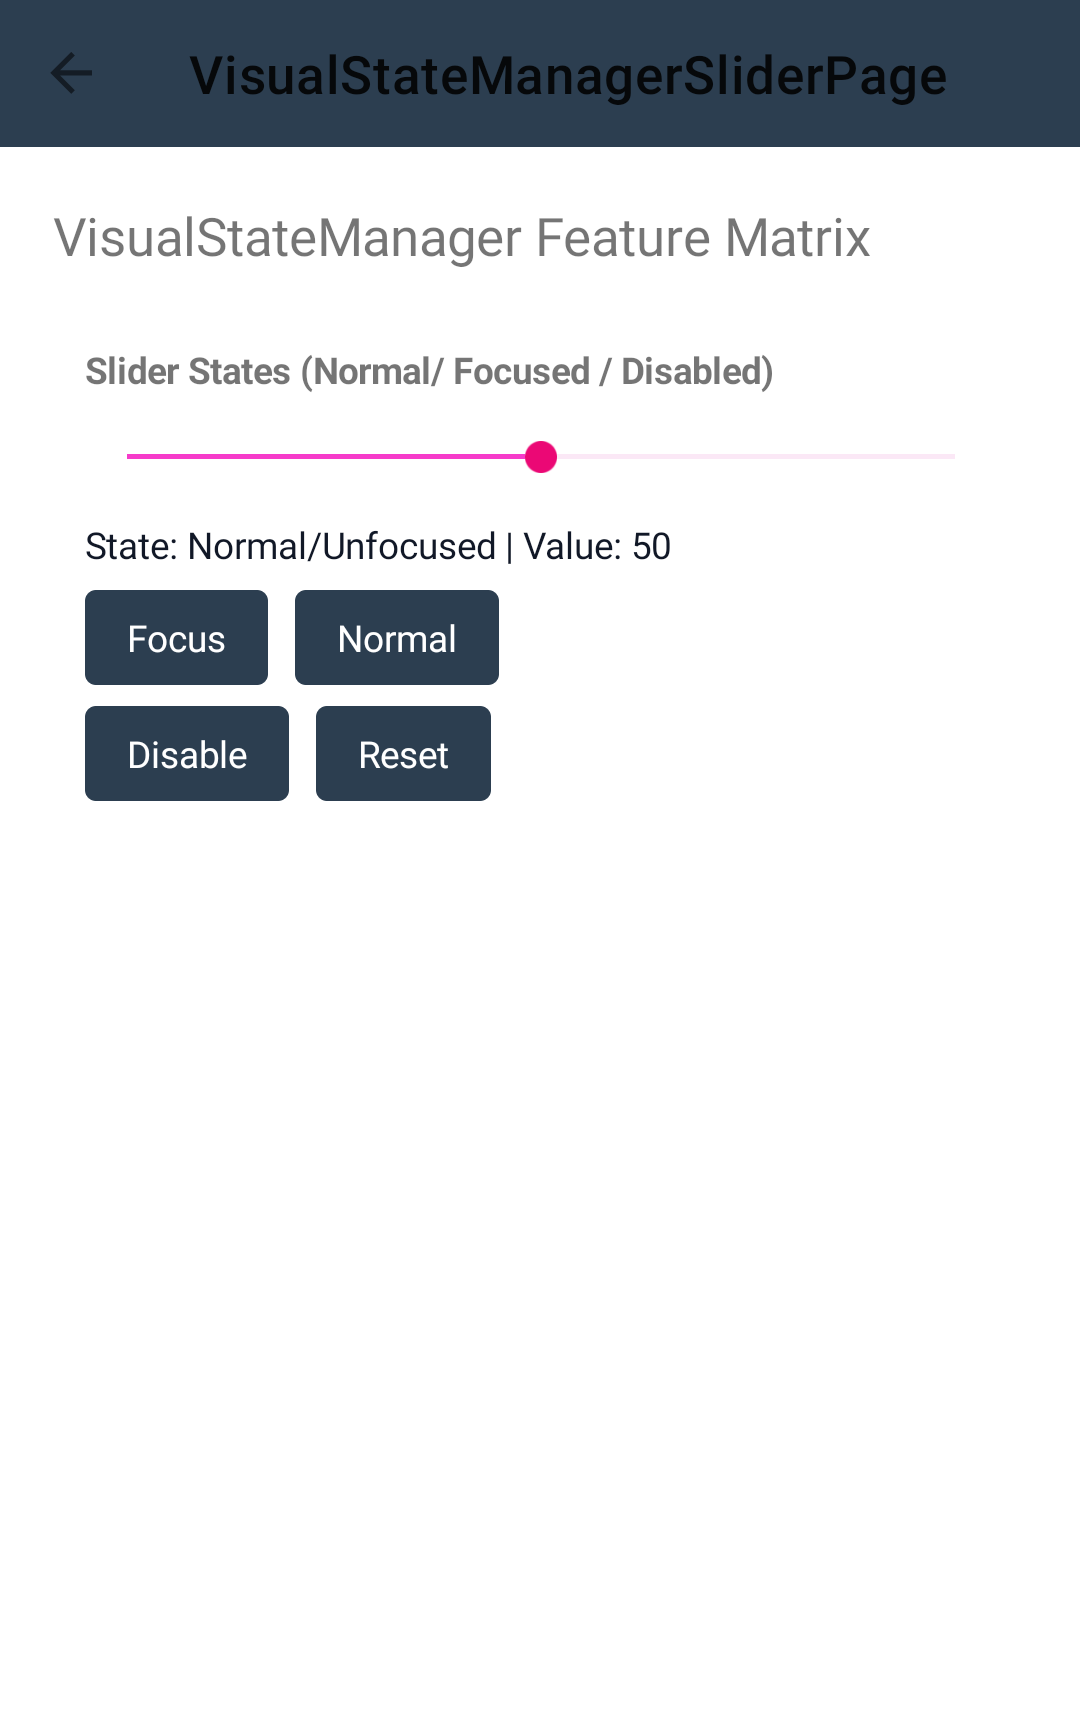 VisualStateManagerSliderPage
VisualStateManager Feature Matrix
Slider States (Normal/ Focused / Disabled)
State: Normal/Unfocused | Value: 50
Focus Normal
Disable Reset